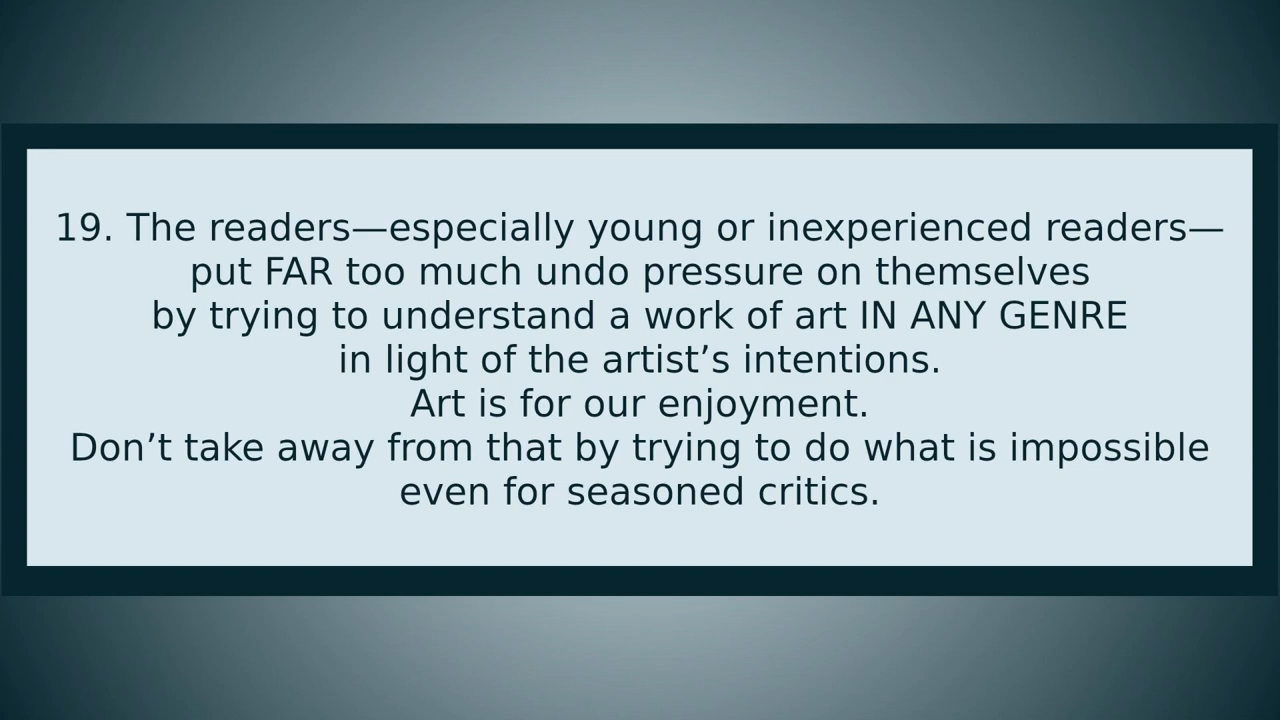 19. The readers—especially young or inexperienced readers—
put FAR too much undo pressure on themselves
by trying to understand a work of art IN ANY GENRE
in light of the artist’s intentions.
Art is for our enjoyment.
Don’t take away from that by trying to do what is impossible
even for seasoned critics.